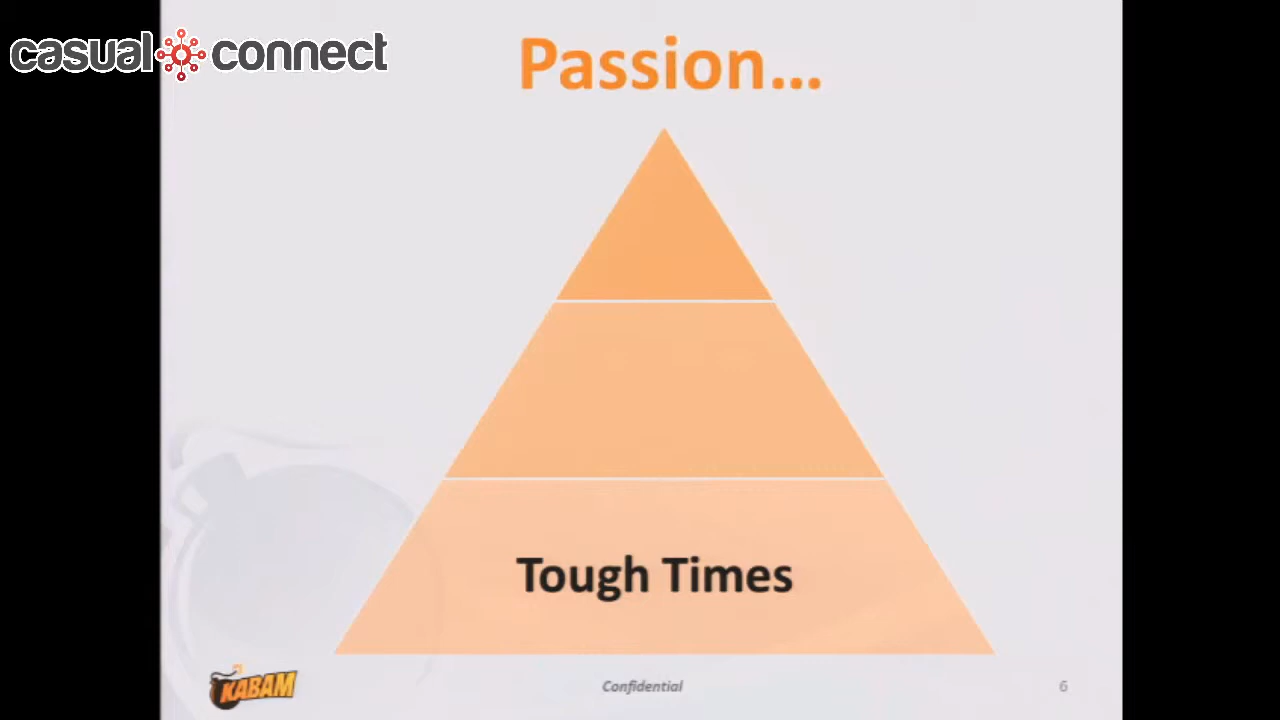 casual connect
Passion...
Tough Times
KABAM
Confidential
6